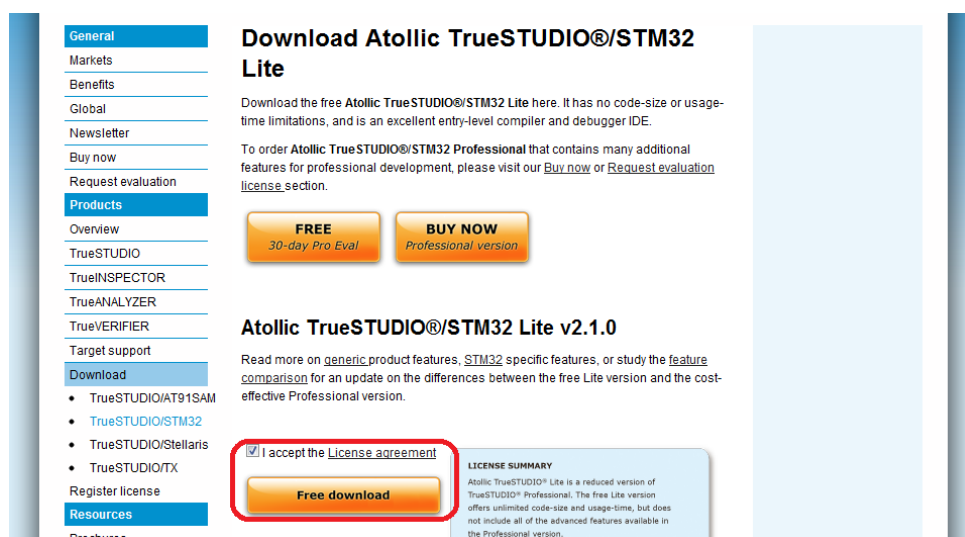 General
Markets
Benefits
Global
Newsletter
Buy now
Request evaluation
Products
Overview
TrueSTUDIO
TrueINSPECTOR
TrueANALYZER
TrueVERIFIER
Target support
Download
TrueSTUDIO/AT91SAM
TrueSTUDIO/STM32
TrueSTUDIO/Stellaris
TrueSTUDIO/TX
Register license
Resources
Download Atollic TrueSTUDIO®/STM32
Lite
Download the free Atollic TrueSTUDIO®/STM32 Lite here. It has no code-size or usage-
time limitations, and is an excellent entry-level compiler and debugger IDE.
To order Atollic TrueSTUDIO®/STM32 Professional that contains many additional
features for professional development, please visit our Buy now or Request evaluation
license section.
FREE
30-day Pro Eval
BUY NOW
Professional version
Atollic TrueSTUDIO®/STM32 Lite v2.1.0
Read more on generic product features, STM32 specific features, or study the feature
comparison for an update on the differences between the free Lite version and the cost-
effective Professional version.
I accept the License agreement
Free download
LICENSE SUMMARY
Atollic TrueSTUDIO® Lite is a reduced version of
TrueSTUDIO® Professional. The free Lite version
offers unlimited code-size and usage-time, but does
not include all of the advanced features available in
the Professional version.